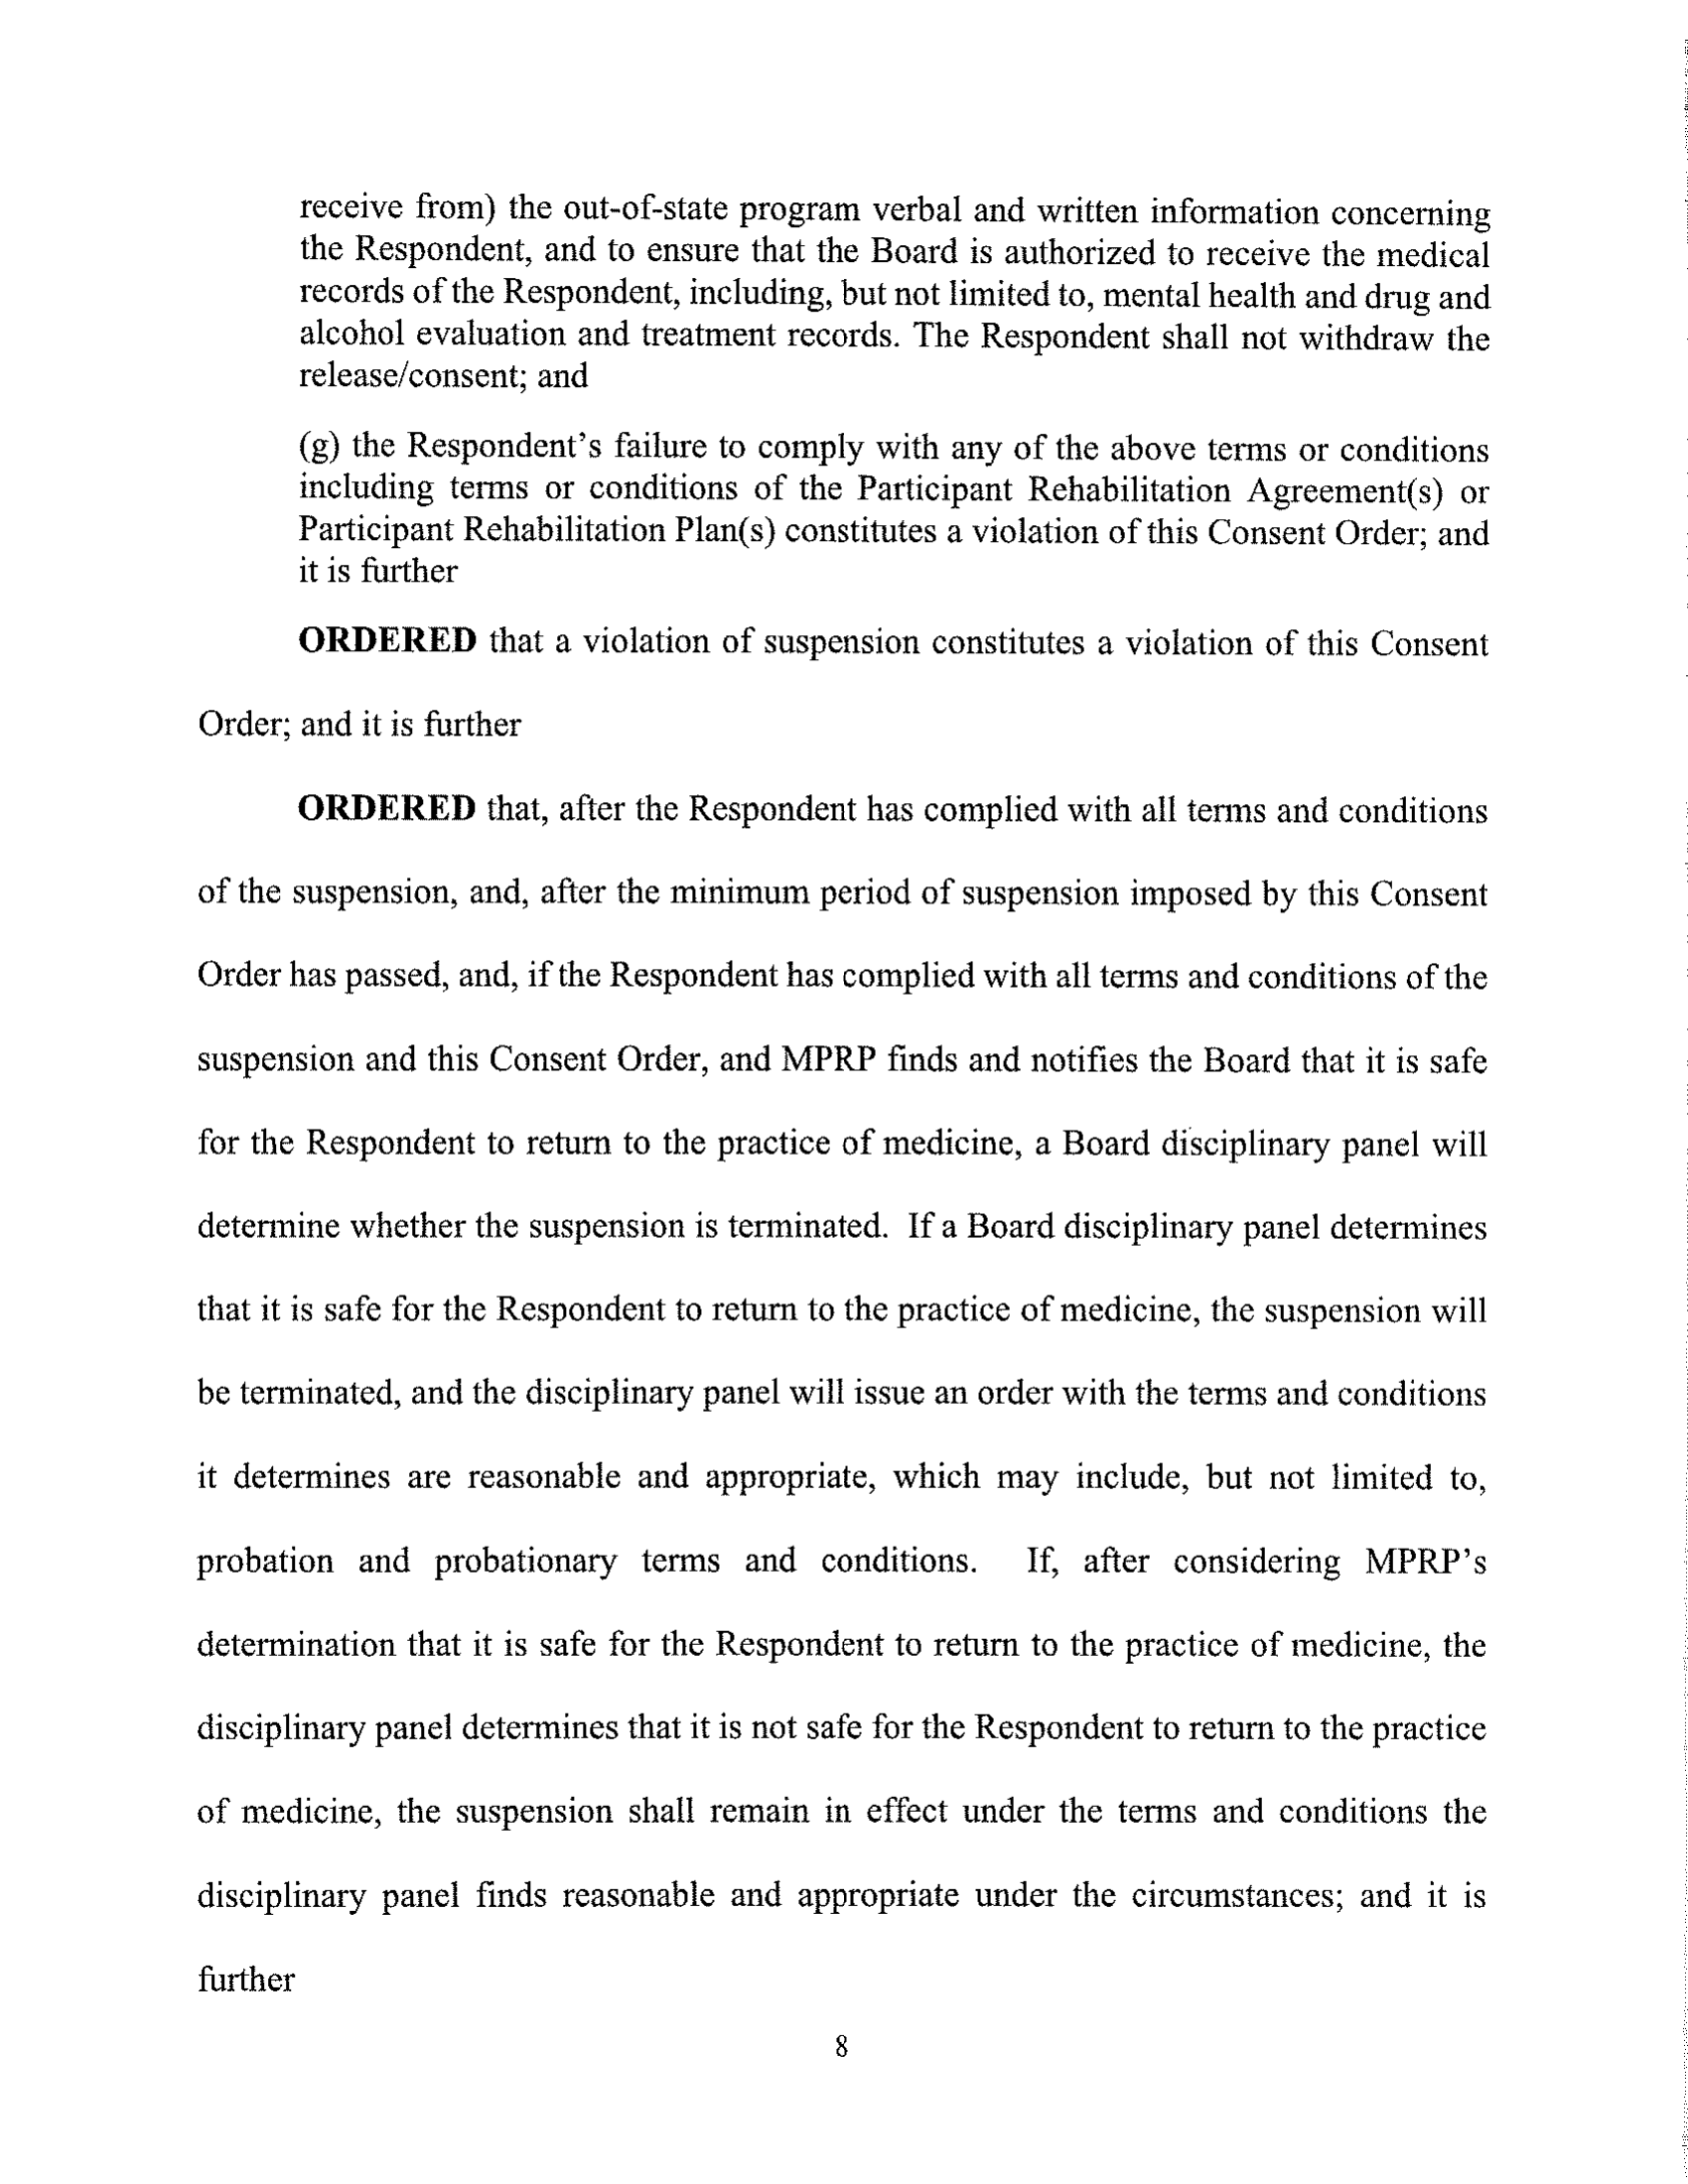 receive from) the out-of-state program verbal and written information concerning
the Respondent, and to ensure that the Board is authorized to receive the medical
records of the Respondent, including, but not limited to, mental health and drug and
alcohol evaluation and treatment records. The Respondent shall not withdraw the
release/consent; and
(g) the Respondent's failure to comply with any of the above terms or conditions
including terms or conditions of the Participant Rehabilitation Agreement(s) or
Participant Rehabilitation Plan(s) constitutes a violation of this Consent Order; and
it is further
ORDERED that a violation of suspension constitutes a violation of this Consent
Order; and it is further
ORDERED that, after the Respondent has complied with all terms and conditions
of the suspension, and, after the minimum period of suspension imposed by this Consent
Order has passed, and, if the Respondent has complied with all terms and conditions of the
suspension and this Consent Order, and MPRP finds and notifies the Board that it is safe
for the Respondent to return to the practice of medicine, a Board disciplinary panel will
determine whether the suspension is terminated. If a Board disciplinary panel determines
that it is safe for the Respondent to return to the practice of medicine, the suspension will
be terminated, and the disciplinary panel will issue an order with the terms and conditions
it determines are reasonable and appropriate, which may include, but not limited to,
probation and probationary terms and conditions. If, after considering MPRP's
determination that it is safe for the Respondent to return to the practice of medicine, the
disciplinary panel determines that it is not safe for the Respondent to return to the practice
of medicine, the suspension shall remain in effect under the terms and conditions the
disciplinary panel finds reasonable and appropriate under the circumstances; and it is
further
8